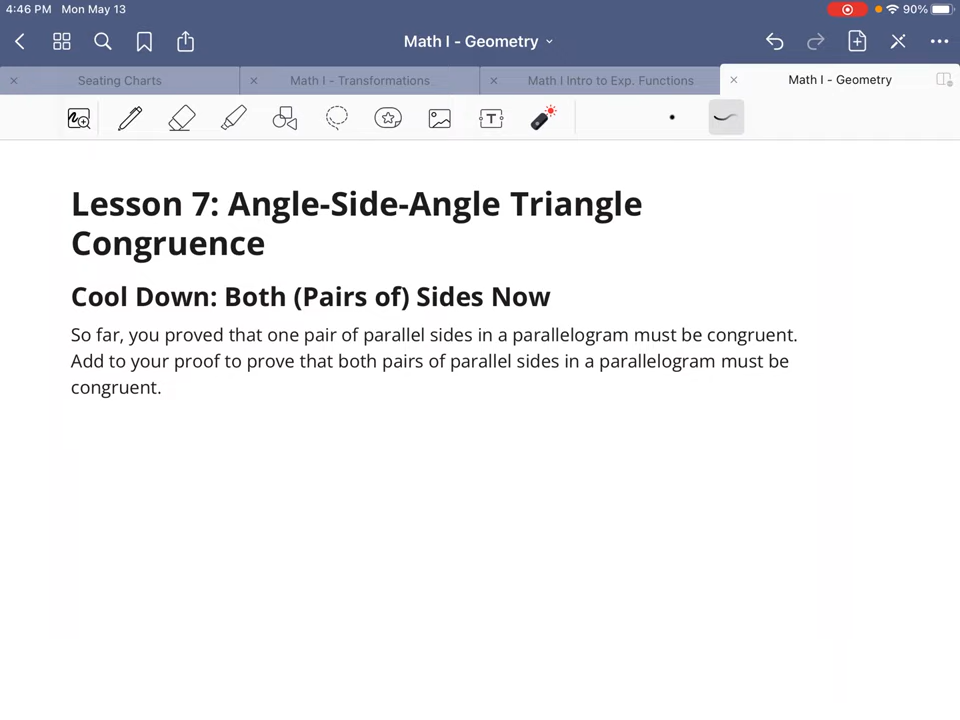 4:46 PM Mon May 13
90%
Math I - Geometry
Seating Charts
Math I - Transformations
Math I Intro to Exp. Functions
Math I - Geometry
T
Lesson 7: Angle-Side-Angle Triangle
Congruence
Cool Down: Both (Pairs of) Sides Now
So far, you proved that one pair of parallel sides in a parallelogram must be congruent.
Add to your proof to prove that both pairs of parallel sides in a parallelogram must be
congruent.